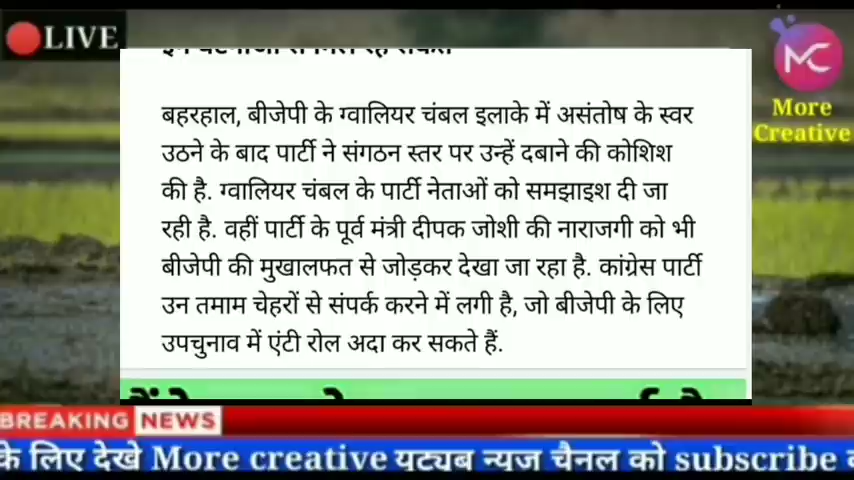 LIVE
More
Creative
बहरहाल, बीजेपी के ग्वालियर चंबल इलाके में असंतोष के स्वर
उठने के बाद पार्टी ने संगठन स्तर पर उन्हें दबाने की कोशिश
की है. ग्वालियर चंबल के पार्टी नेताओं को समझाइश दी जा
रही है. वहीं पार्टी के पूर्व मंत्री दीपक जोशी की नाराजगी को भी
बीजेपी की मुखालफत से जोड़कर देखा जा रहा है. कांग्रेस पार्टी
उन तमाम चेहरों से संपर्क करने में लगी है, जो बीजेपी के लिए
उपचुनाव में एंटी रोल अदा कर सकते हैं.
BREAKING NEWS
के लिए देखे More creative यट्यब न्यज चैनल को subscribe